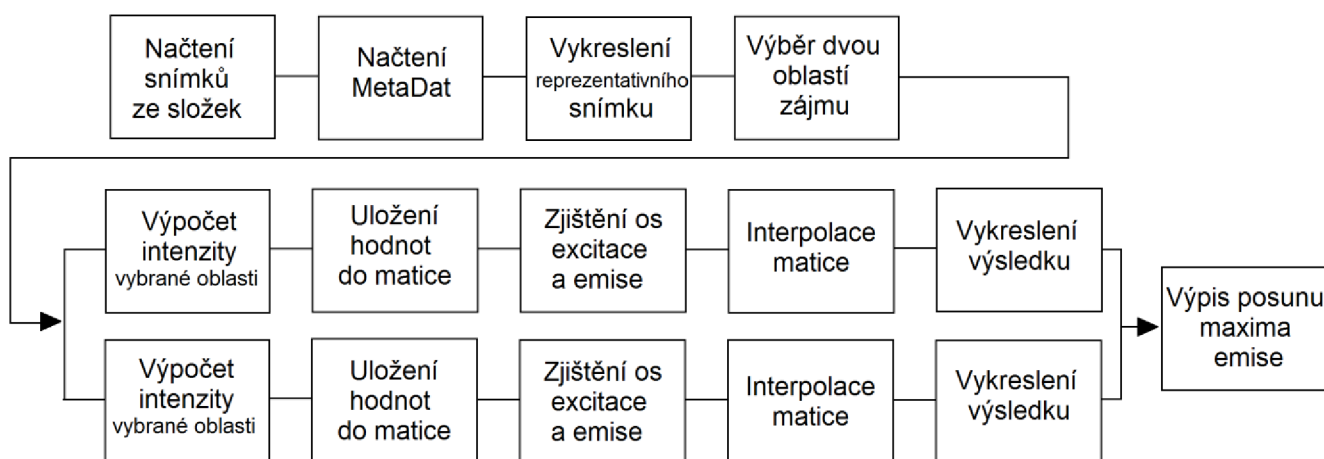 Načtení
snímků
ze složek
Načtení
MetaDat
Vykreslení
reprezentativního
snímku
Výběr dvou
oblastí
zájmu
Výpočet
intenzity
vybrané oblasti
Uložení
hodnot
do matice
Zjištění os
excitace
a emise
Interpolace
matice
Vykreslení
výsledku
Výpočet
intenzity
vybrané oblasti
Uložení
hodnot
do matice
Zjištění os
excitace
a emise
Interpolace
matice
Vykreslení
výsledku
Výpis posunu
maxima
emise